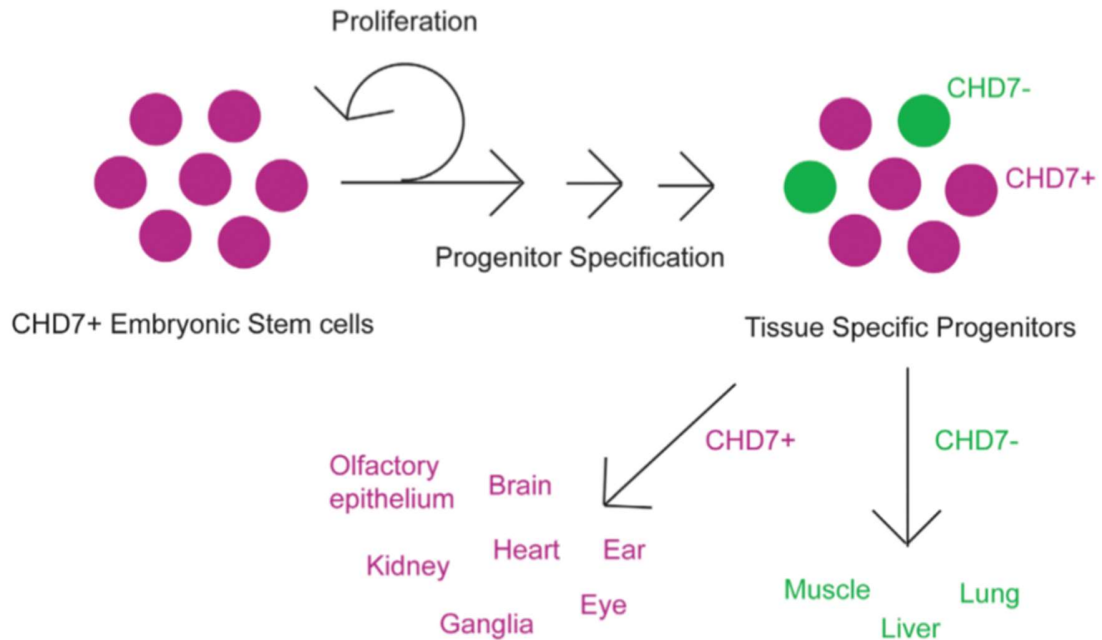 Proliferation
CHD7-
CHD7+
Progenitor Specification
CHD7+ Embryonic Stem cells
Tissue Specific Progenitors
CHD7+
CHD7-
Olfactory
epithelium
Brain
Heart
Ear
Kidney
Eye
Ganglia
Muscle
Lung
Liver